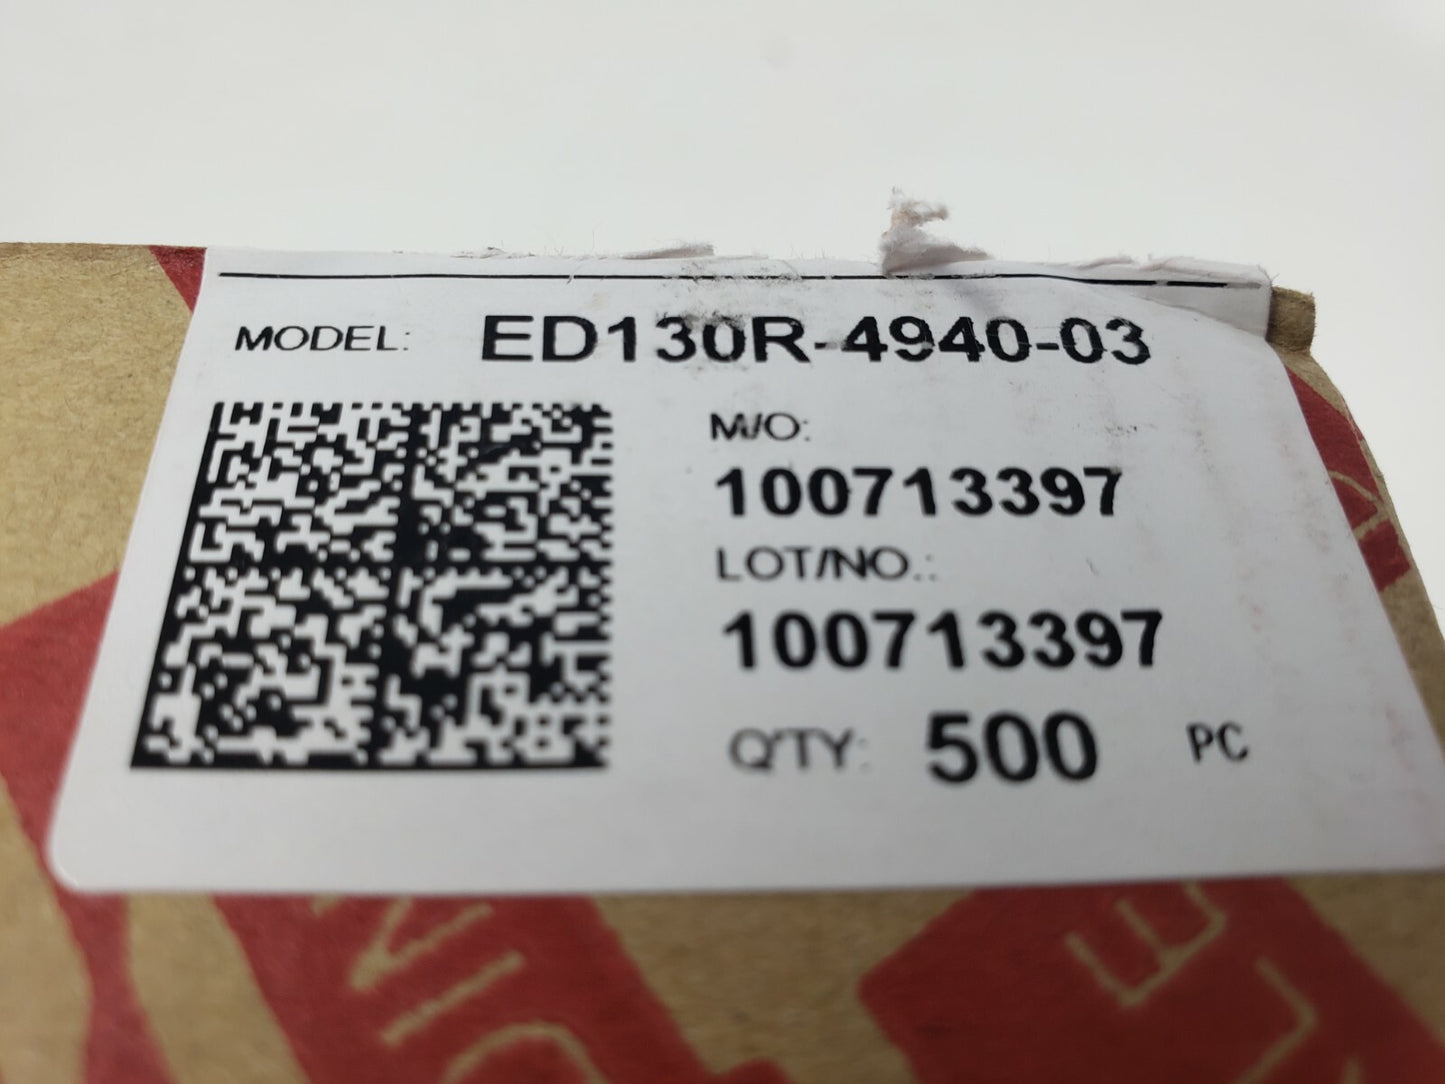 MODEL: ED130R-4940-03
M/O:
100713397
LOT/NO.:
100713397
Q'TY: 500 PC